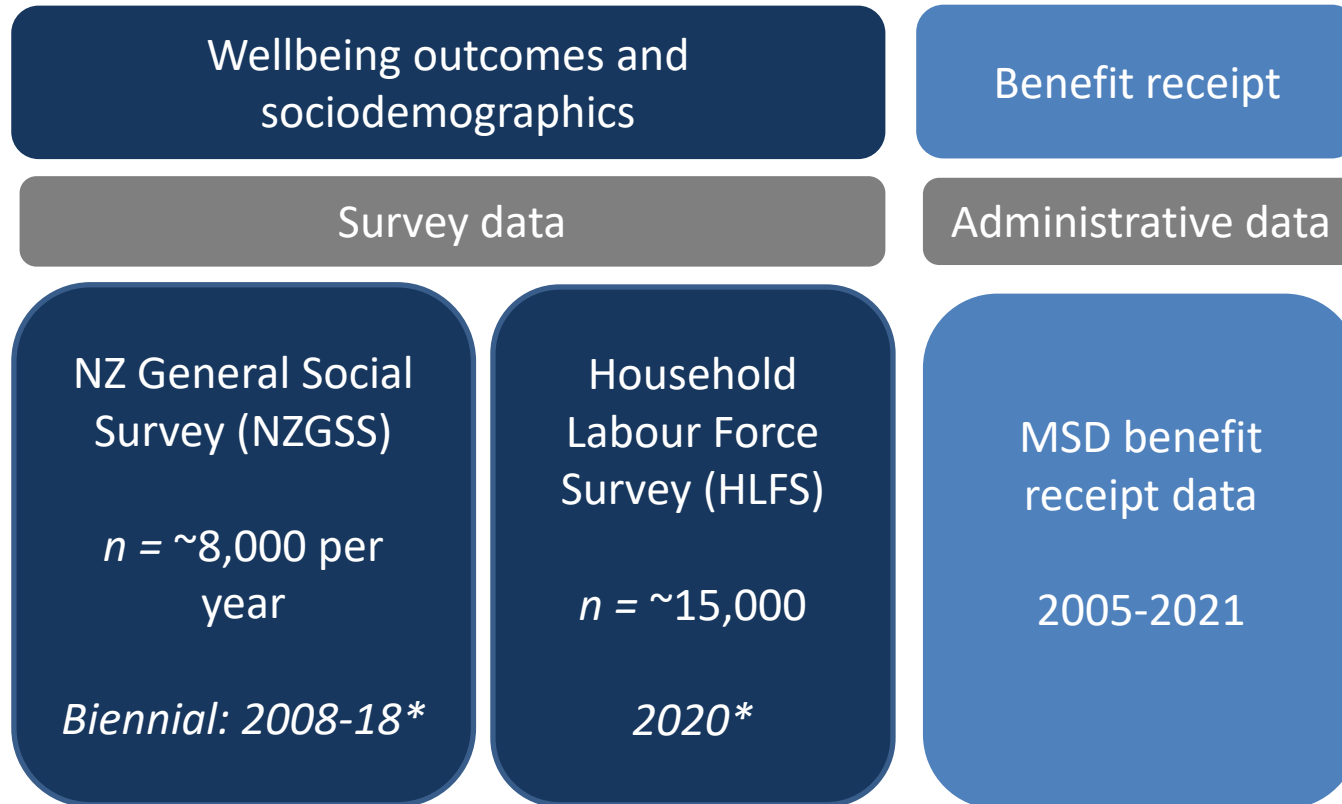 Wellbeing outcomes and
sociodemographics
Benefit receipt
Survey data
Administrative data
NZ General Social
Survey (NZGSS)
n = ~8,000 per
year
Biennial: 2008-18*
Household
Labour Force
Survey (HLFS)
n = ~15,000
2020*
MSD benefit
receipt data
2005-2021